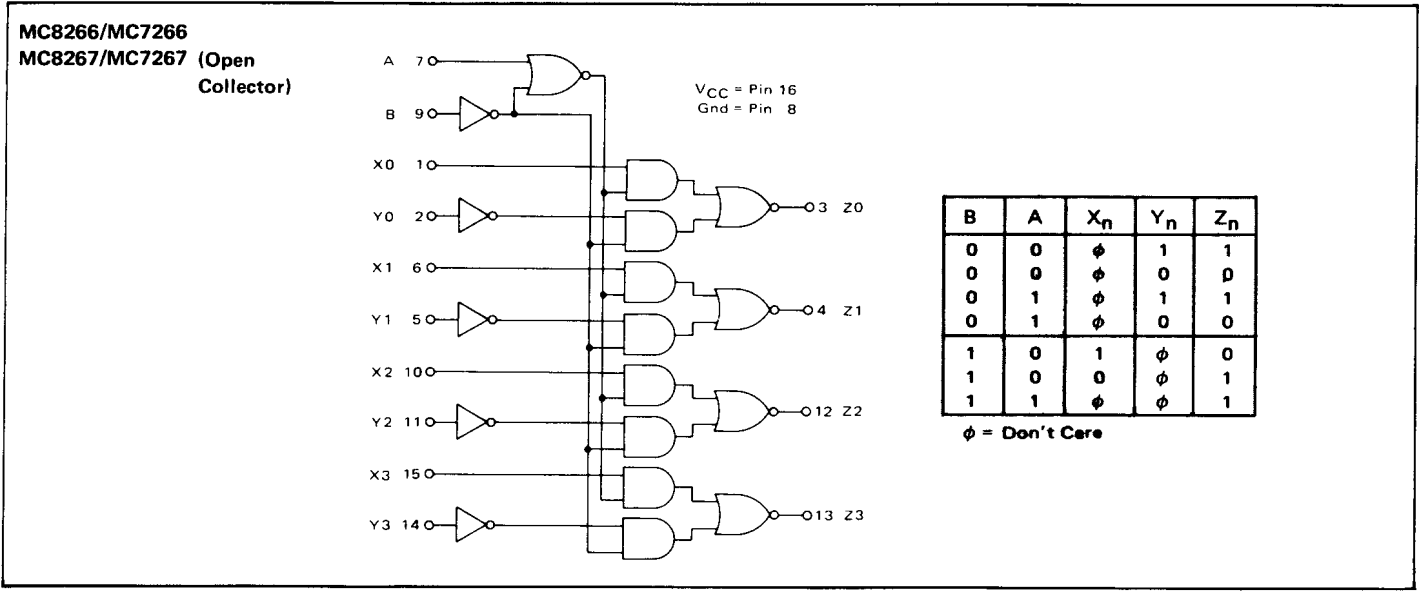 MC8266/MC7266
MC8267/MC7267 (Open
Collector)
A 7
B 9
X0 1
Y0 2
X1 6
Y1 5
X2 10
Y2 11
X3 15
Y3 14
VCC = Pin 16
Gnd = Pin 8
3 Z0
4 Z1
12 Z2
13 Z3
B A Xn Yn Zn
0 0 ϕ 1 1
0 0 ϕ 0 0
0 1 ϕ 1 1
0 1 ϕ 0 0
1 0 1 ϕ 0
1 0 0 ϕ 1
1 1 ϕ ϕ 1
ϕ = Don't Care